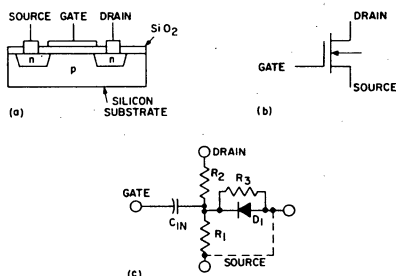 SOURCE GATE DRAIN
SiO2
n n
p
SILICON
SUBSTRATE
(a)
DRAIN
GATE
SOURCE
(b)
DRAIN
GATE
R2
R3
CIN
D1
R1
SOURCE
(c)